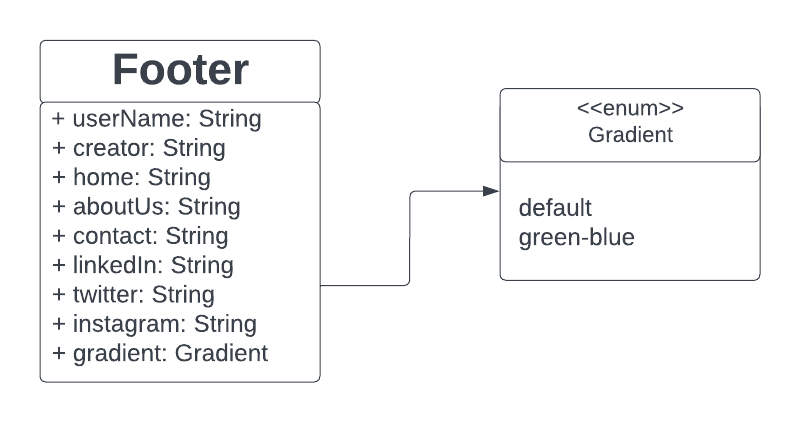 Footer
+ userName: String
+ creator: String
+ home: String
+ aboutUs: String
+ contact: String
+ linkedIn: String
+ twitter: String
+ instagram: String
+ gradient: Gradient
<<enum>>
Gradient
default
green-blue